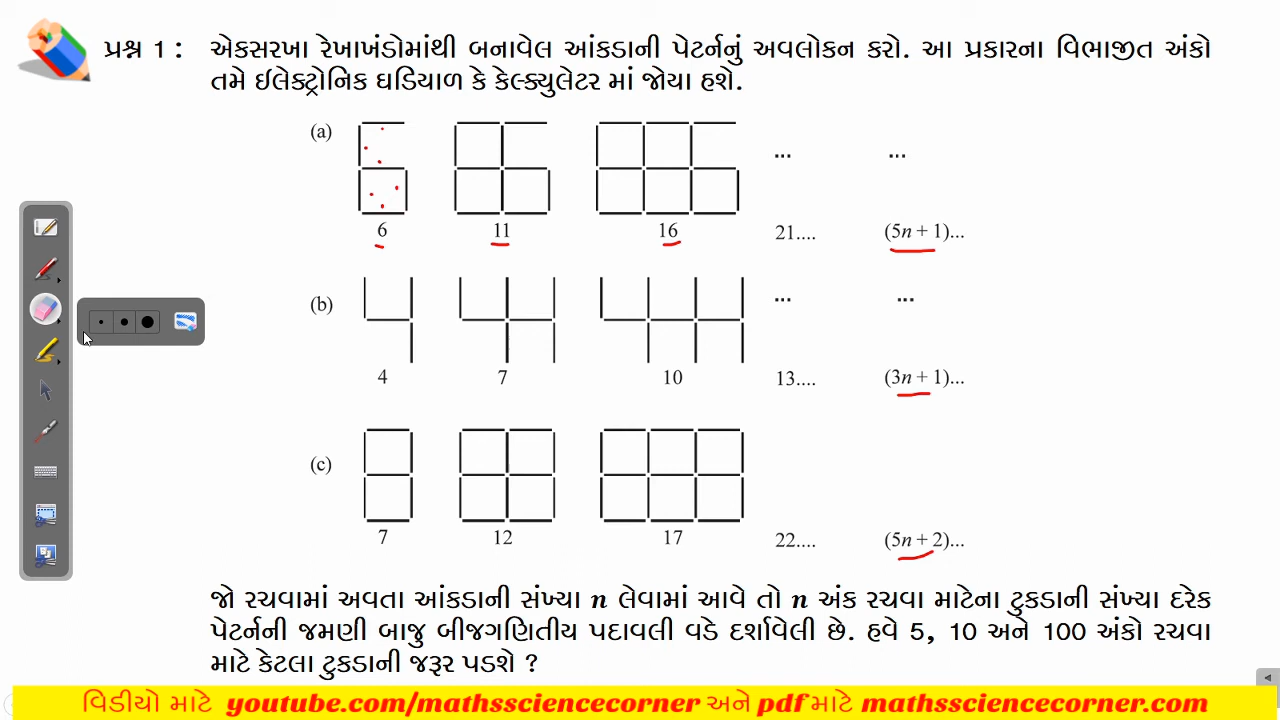 પ્રશ્ન 1 : એકસરખા રેખાખંડોમાંથી બનાવેલ આંકડાની પેટર્નનું અવલોકન કરો. આ પ્રકારના વિભાજીત અંકો
તમે ઈલેક્ટ્રોનિક ઘડિયાળ કે કેલ્ક્યુલેટર માં જોયા હશે.
(a) ... ...
6 11 16 21.... (5n + 1)...
(b) ... ...
4 7 10 13.... (3n + 1)...
(c)
7 12 17 22.... (5n + 2)...
જો રચવામાં અવતા આંકડાની સંખ્યા n લેવામાં આવે તો n અંક રચવા માટેના ટુકડાની સંખ્યા દરેક
પેટર્નની જમણી બાજુ બીજગણિતીય પદાવલી વડે દર્શાવેલી છે. હવે 5, 10 અને 100 અંકો રચવા
માટે કેટલા ટુકડાની જરૂર પડશે ?
વિડીયો માટે youtube.com/mathssciencecorner અને pdf માટે mathssciencecorner.com